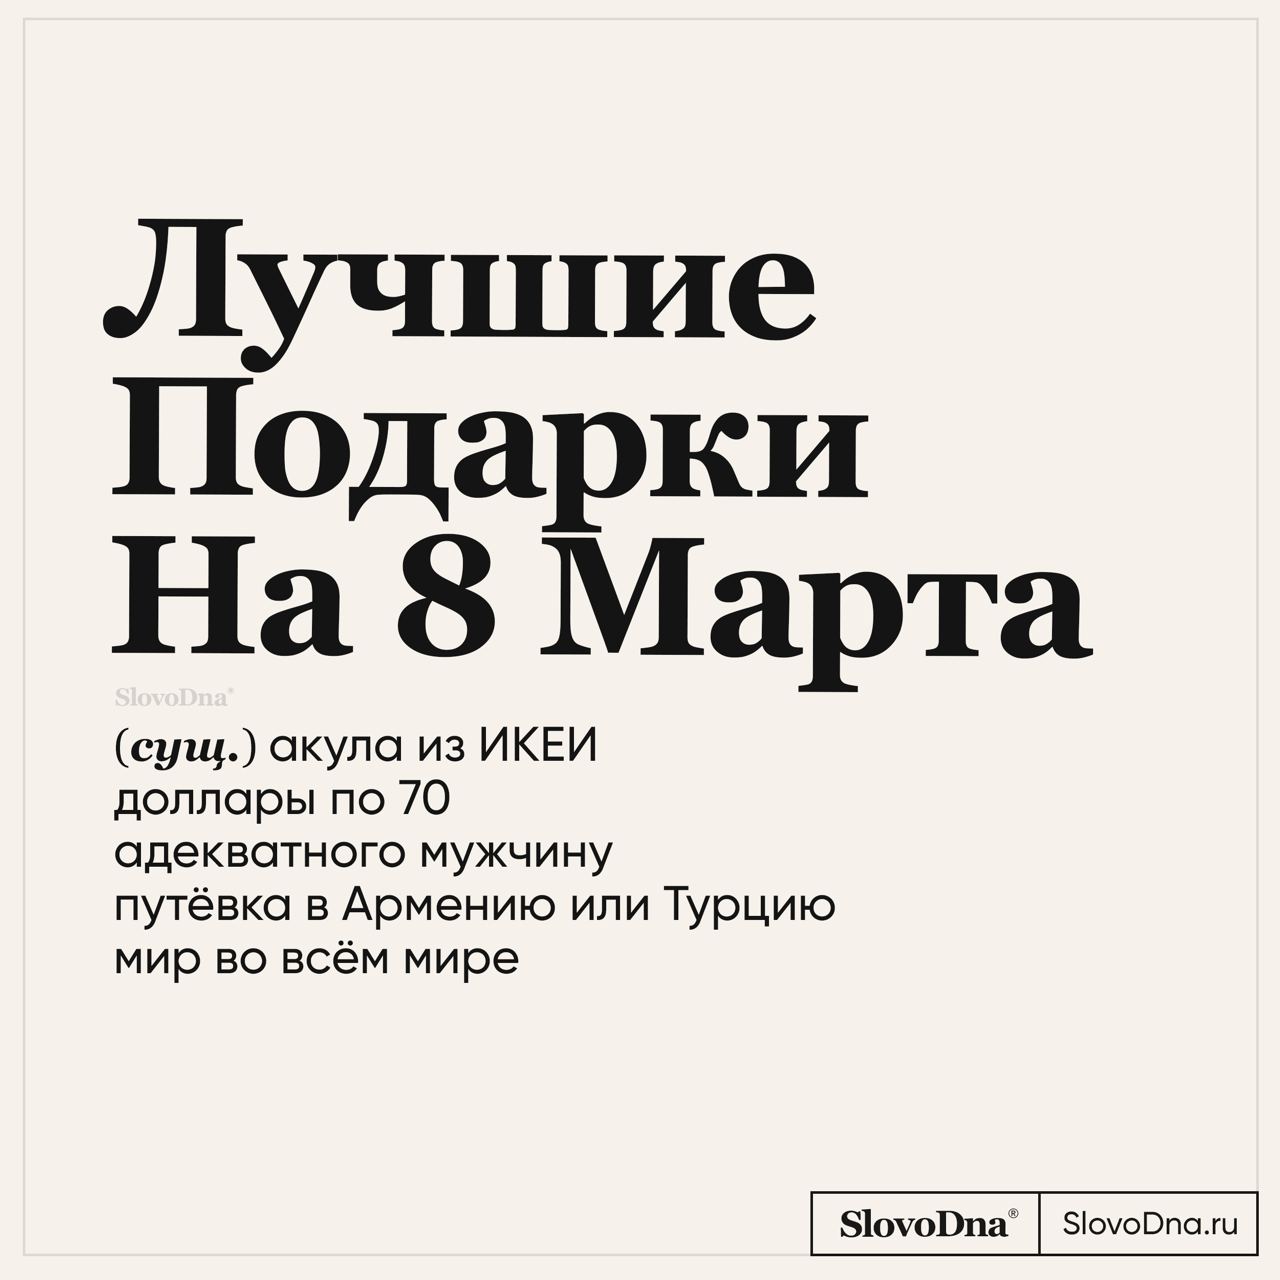 Лучшие
Подарки
На 8 Марта
SlovoDna®
(сущ.) акула из ИКЕИ
доллары по 70
адекватного мужчину
путёвка в Армению или Турцию
мир во всём мире
SlovoDna® SlovoDna.ru